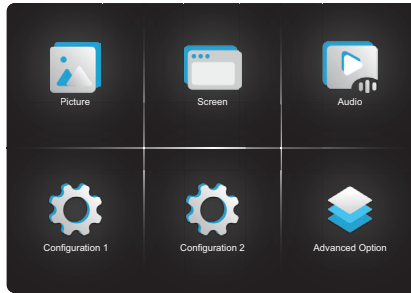 Picture
Screen
Audio
Configuration 1
Configuration 2
Advanced Option